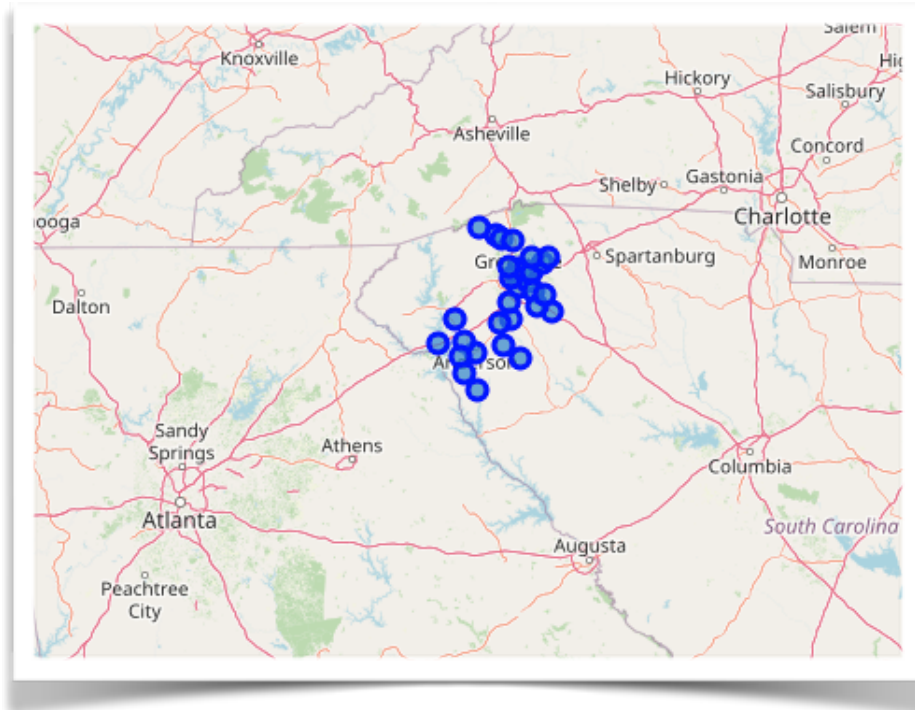 Salem
Knoxville
Hickory
Salisbury
Asheville
Concord
Gastonia
Shelby
Charlotte
Spartanburg
Monroe
Dalton
Sandy
Springs
Athens
Columbia
Atlanta
South Carolina
Augusta
Peachtree
City